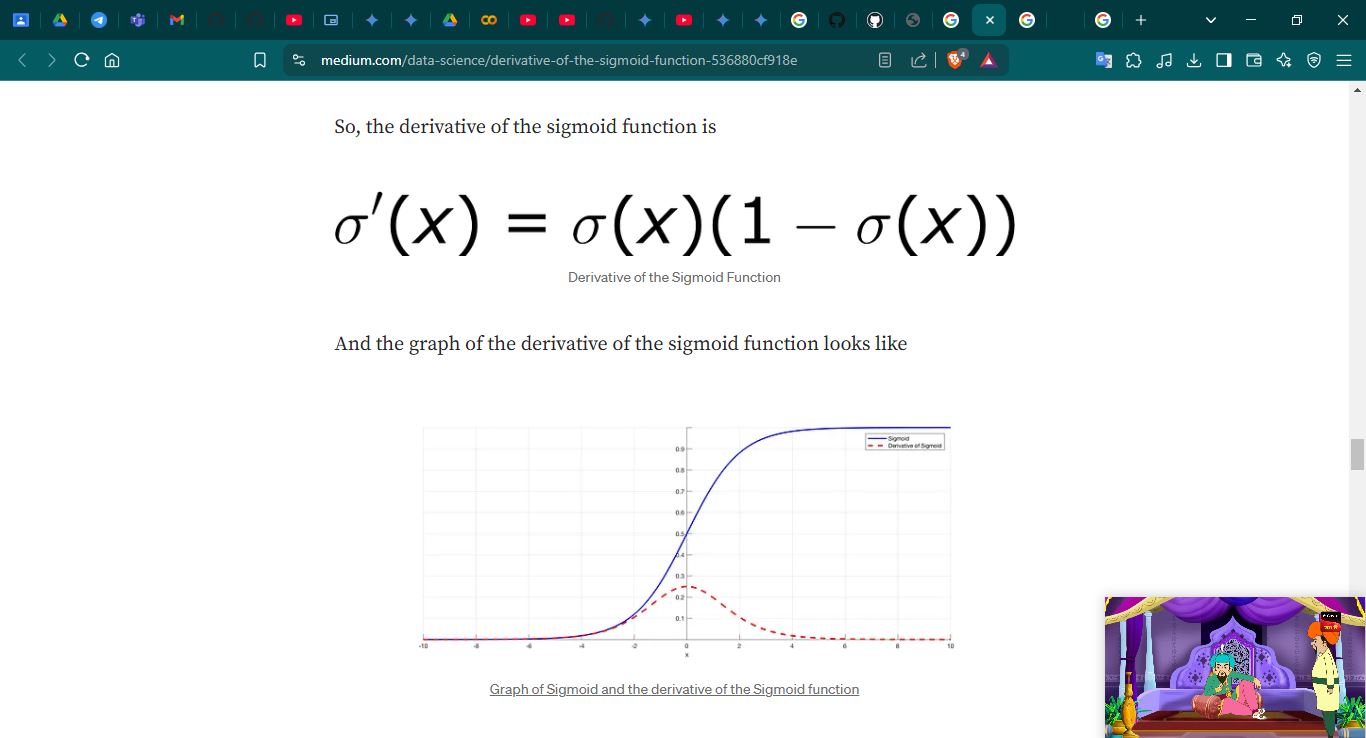 medium.com/data-science/derivative-of-the-sigmoid-function-536880cf918e
4
So, the derivative of the sigmoid function is
σ′(x) = σ(x)(1 − σ(x))
Derivative of the Sigmoid Function
And the graph of the derivative of the sigmoid function looks like
Sigmoid
Derivative of Sigmoid
0.9
0.8
0.7
0.6
0.5
0.4
0.3
0.2
0.1
-10 -8 -6 -4 -2 0 2 4 6 8 10
x
Graph of Sigmoid and the derivative of the Sigmoid function